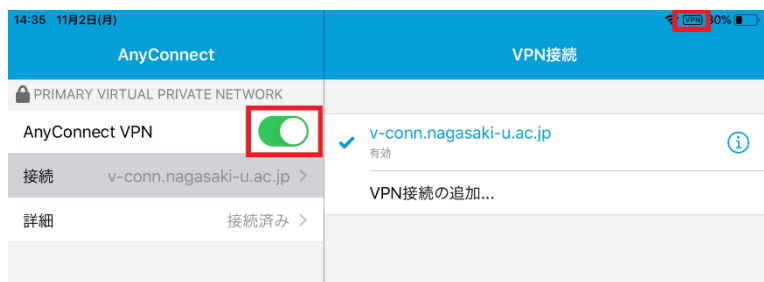 14:35 11月2日(月)
VPN 30%
AnyConnect
VPN接続
PRIMARY VIRTUAL PRIVATE NETWORK
AnyConnect VPN
接続 v-conn.nagasaki-u.ac.jp >
詳細 接続済み >
v-conn.nagasaki-u.ac.jp
有効
VPN接続の追加...